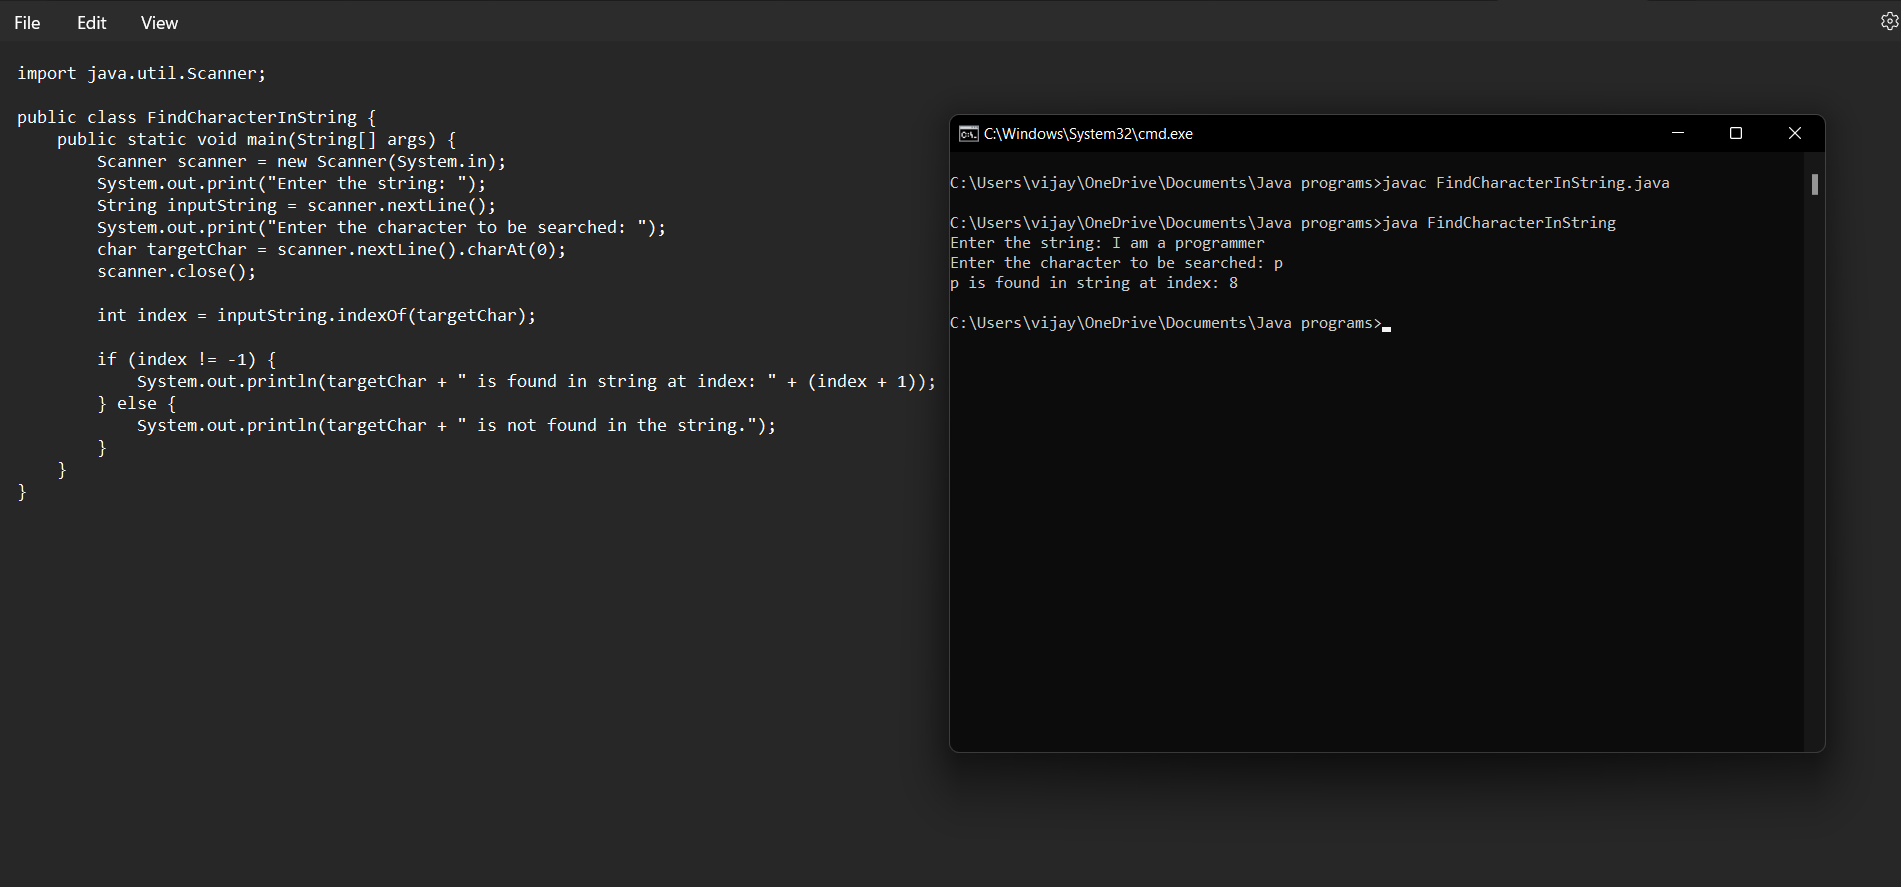 File Edit View
import java.util.Scanner;
public class FindCharacterInString {
public static void main(String[] args) {
Scanner scanner = new Scanner(System.in);
System.out.print("Enter the string: ");
String inputString = scanner.nextLine();
System.out.print("Enter the character to be searched: ");
char targetChar = scanner.nextLine().charAt(0);
scanner.close();
int index = inputString.indexOf(targetChar);
if (index != -1) {
System.out.println(targetChar + " is found in string at index: " + (index + 1));
} else {
System.out.println(targetChar + " is not found in the string.");
}
}
}
C:\Windows\System32\cmd.exe
C:\Users\vijay\OneDrive\Documents\Java programs>javac FindCharacterInString.java
C:\Users\vijay\OneDrive\Documents\Java programs>java FindCharacterInString
Enter the string: I am a programmer
Enter the character to be searched: p
p is found in string at index: 8
C:\Users\vijay\OneDrive\Documents\Java programs>